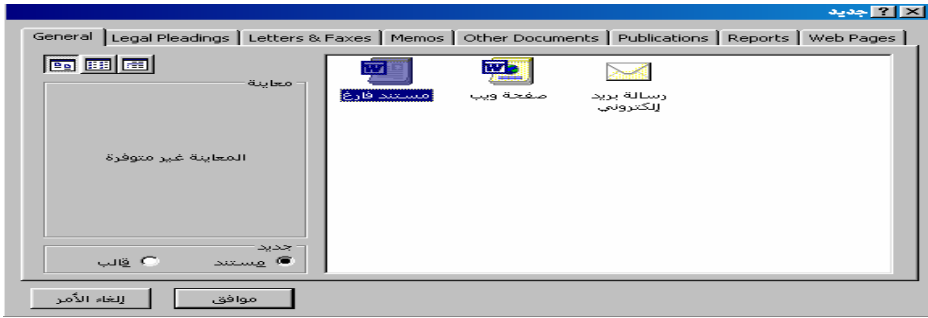 جديد
General Legal Pleadings Letters & Faxes Memos Other Documents Publications Reports Web Pages
معاينة
المعاينة غير متوفرة
مستند فارغ
صفحة ويب
رسالة بريد
إلكتروني
جديد
مستند
قالب
موافق
إلغاء الأمر